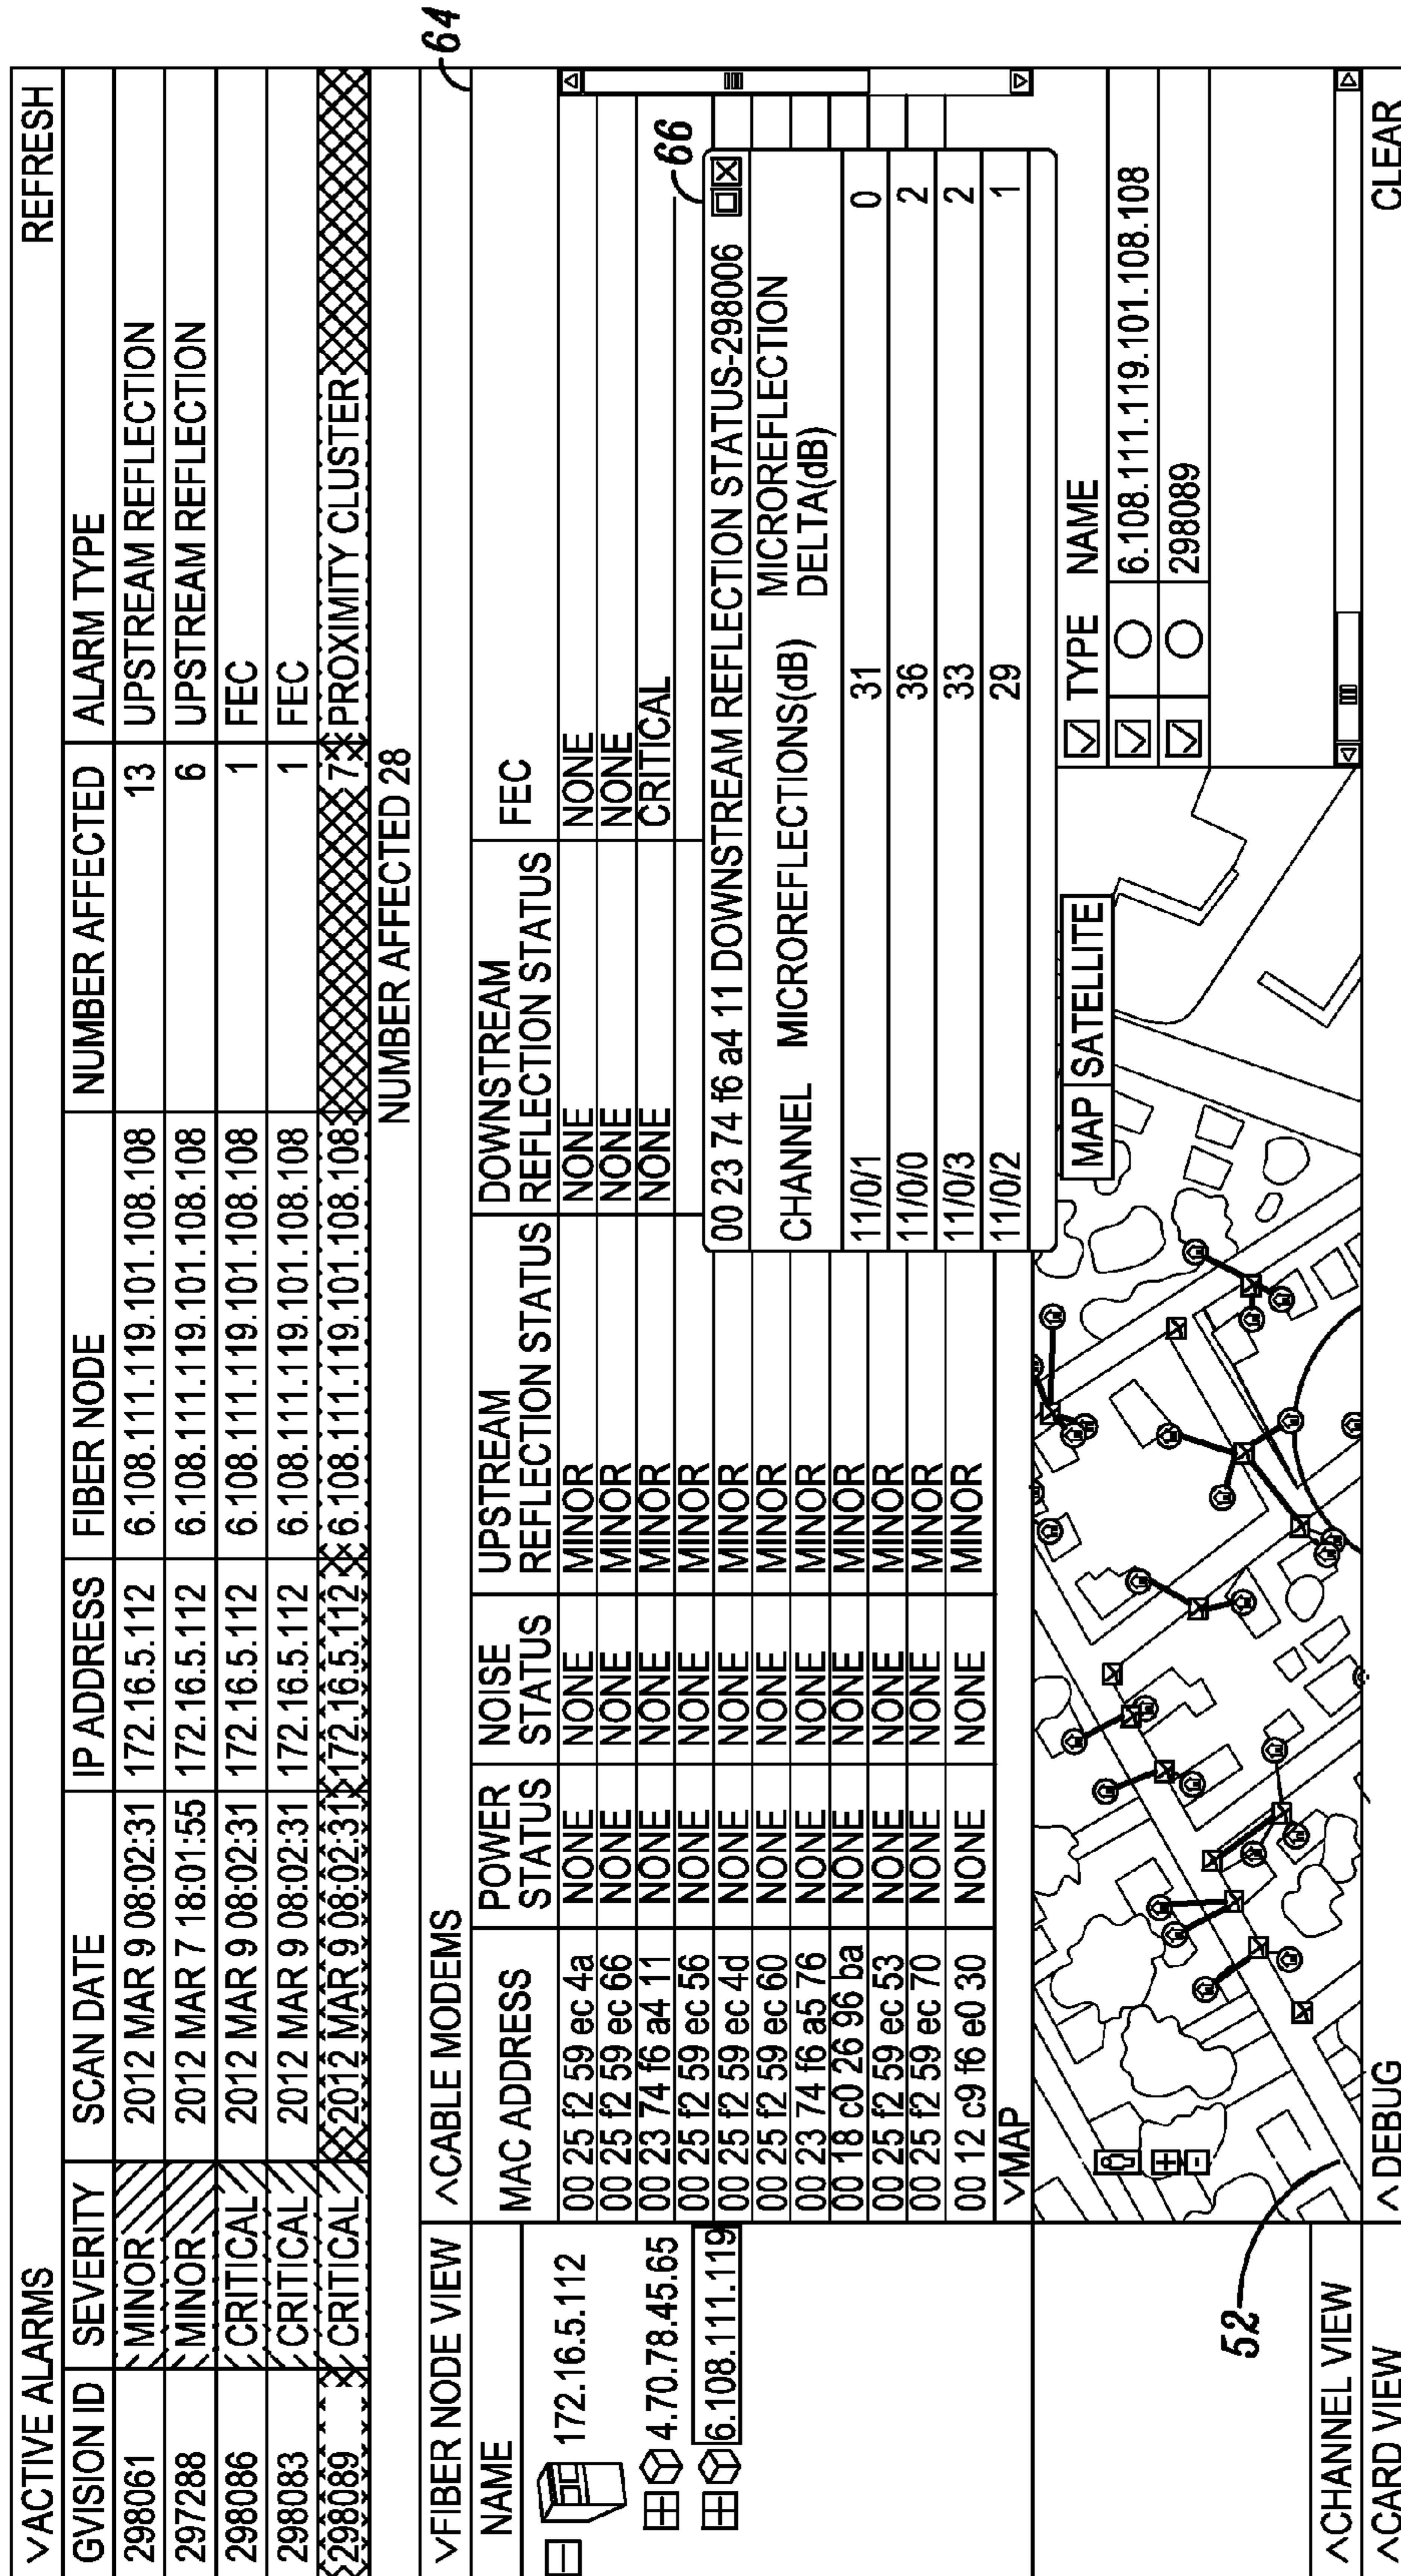 ACTIVE ALARMS REFRESH
GVISION ID SEVERITY SCAN DATE IP ADDRESS FIBER NODE NUMBER AFFECTED ALARM TYPE
298061 MINOR 2012 MAR 9 08:02:31 172.16.5.112 6.108.111.119.101.108.108 13 UPSTREAM REFLECTION
297288 MINOR 2012 MAR 7 18:01:55 172.16.5.112 6.108.111.119.101.108.108 6 UPSTREAM REFLECTION
298086 CRITICAL 2012 MAR 9 08:02:31 172.16.5.112 6.108.111.119.101.108.108 1 FEC
298083 CRITICAL 2012 MAR 9 08:02:31 172.16.5.112 6.108.111.119.101.108.108 1 FEC
298089 CRITICAL 2012 MAR 9 08:02:31 172.16.5.112 6.108.111.119.101.108.108 7 PROXIMITY CLUSTER
NUMBER AFFECTED 28
64
FIBER NODE VIEW
NAME
172.16.5.112
4.70.78.45.65
6.108.111.119
CABLE MODEMS
MAC ADDRESS POWER STATUS NOISE STATUS UPSTREAM REFLECTION STATUS DOWNSTREAM REFLECTION STATUS FEC
00 25 f2 59 ec 4a NONE NONE MINOR NONE NONE
00 25 f2 59 ec 66 NONE NONE MINOR NONE NONE
00 23 74 f6 a4 11 NONE NONE MINOR NONE CRITICAL
00 25 f2 59 ec 56 NONE NONE MINOR
00 25 f2 59 ec 4d NONE NONE MINOR
00 25 f2 59 ec 60 NONE NONE MINOR
00 23 74 f6 a5 76 NONE NONE MINOR
00 18 c0 26 96 ba NONE NONE MINOR
00 25 f2 59 ec 53 NONE NONE MINOR
00 25 f2 59 ec 70 NONE NONE MINOR
00 12 c9 f6 e0 30 NONE NONE MINOR
66
00 23 74 f6 a4 11 DOWNSTREAM REFLECTION STATUS-298006
CHANNEL MICROREFLECTIONS(dB) MICROREFLECTION DELTA(dB)
11/0/1 31 0
11/0/0 36 2
11/0/3 33 2
11/0/2 29 1
MAP
MAP SATELLITE
TYPE NAME
6.108.111.119.101.108.108
298089
52
CHANNEL VIEW
CARD VIEW
DEBUG CLEAR